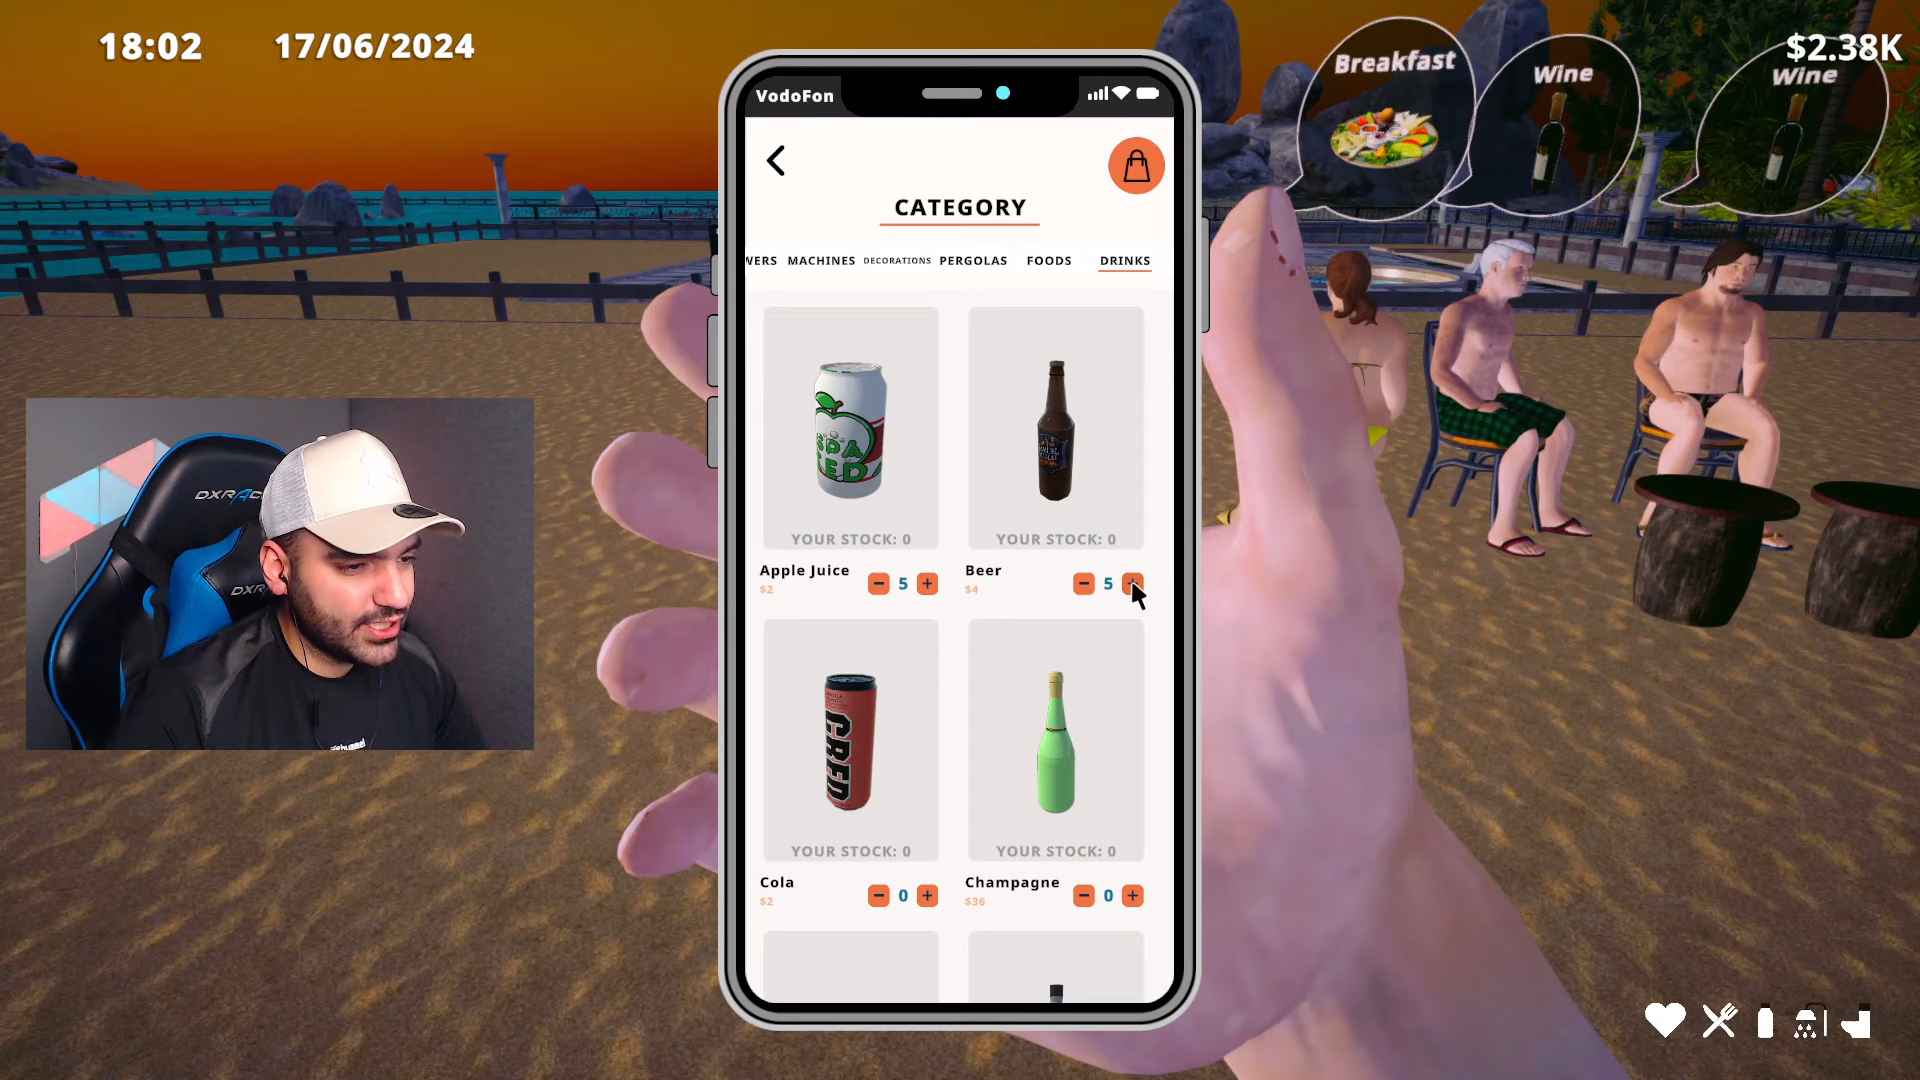 18:02
17/06/2024
$2.38K
Breakfast
Wine
Wine
VodoFon
CATEGORY
WERS MACHINES DECORATIONS PERGOLAS FOODS DRINKS
YOUR STOCK: 0
YOUR STOCK: 0
Apple Juice
$2
- 5 +
Beer
$4
- 5 +
CRED
YOUR STOCK: 0
YOUR STOCK: 0
Cola
$2
- 0 +
Champagne
$36
- 0 +